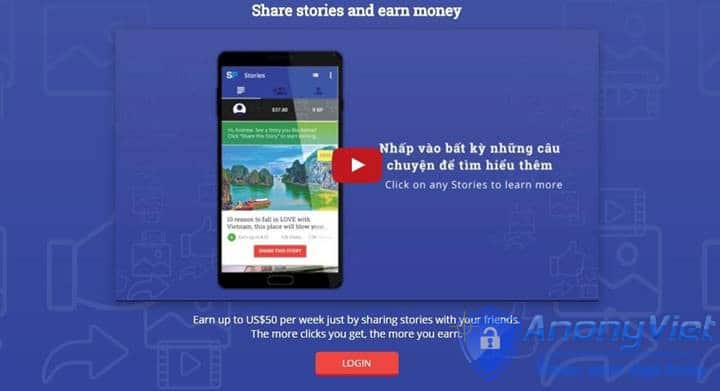 Share stories and earn money
SP Stories
$37.80 9 SP
Hi, Andrew. See a Story you like below?
Click "Share this Story" to start earning.
10 reason to fall in LOVE with
Vietnam, this place will blow your...
SHARE THIS STORY
Nhấp vào bất kỳ những câu
chuyện để tìm hiểu thêm
Click on any Stories to learn more
Earn up to US$50 per week just by sharing stories with your friends.
The more clicks you get, the more you earn.
AnonyViet
LOGIN